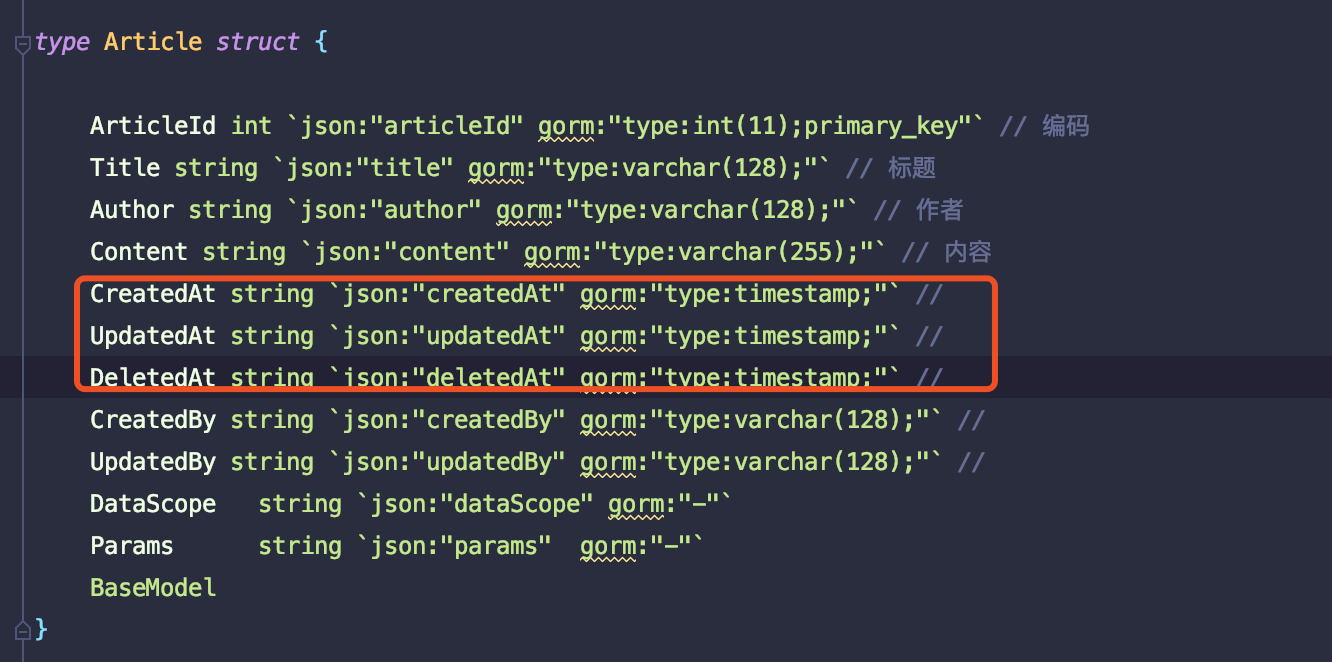 type Article struct {
ArticleId int `json:"articleId" gorm:"type:int(11);primary_key"` // 编码
Title string `json:"title" gorm:"type:varchar(128);"` // 标题
Author string `json:"author" gorm:"type:varchar(128);"` // 作者
Content string `json:"content" gorm:"type:varchar(255);"` // 内容
CreatedAt string `json:"createdAt" gorm:"type:timestamp;"` //
UpdatedAt string `json:"updatedAt" gorm:"type:timestamp;"` //
DeletedAt string `json:"deletedAt" gorm:"type:timestamp;"` //
CreatedBy string `json:"createdBy" gorm:"type:varchar(128);"` //
UpdatedBy string `json:"updatedBy" gorm:"type:varchar(128);"` //
DataScope   string `json:"dataScope" gorm:"-"`
Params      string `json:"params"  gorm:"-"`
BaseModel
}